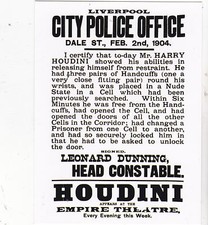 LIVERPOOL
CITY POLICE OFFICE
DALE ST., FEB. 2nd, 1904.
I certify that to-day Mr. HARRY
HOUDINI showed his abilities in
releasing himself from restraint. He
had three pairs of Handcuffs (one a
very close fitting pair) round his
wrists, and was placed in a Nude
State in a Cell which had been
previously searched. Within Six
Minutes he was free from the Hand-
cuffs, had opened the Cell, and had
opened the doors of all the other
Cells in the Corridor; had changed a
Prisoner from one Cell to another,
and had so securely locked him in
that he had to be asked to unlock
the door.
SIGNED,
LEONARD DUNNING,
HEAD CONSTABLE.
HOUDINI
APPEARS AT THE
EMPIRE THEATRE,
Every Evening this Week.